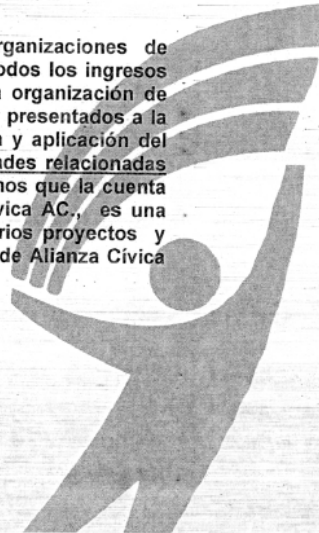 rganizaciones de
odos los ingresos
organización de
presentados a la
y aplicación del
ades relacionadas
nos que la cuenta
vica AC., es una
rios proyectos y
de Alianza Cívica